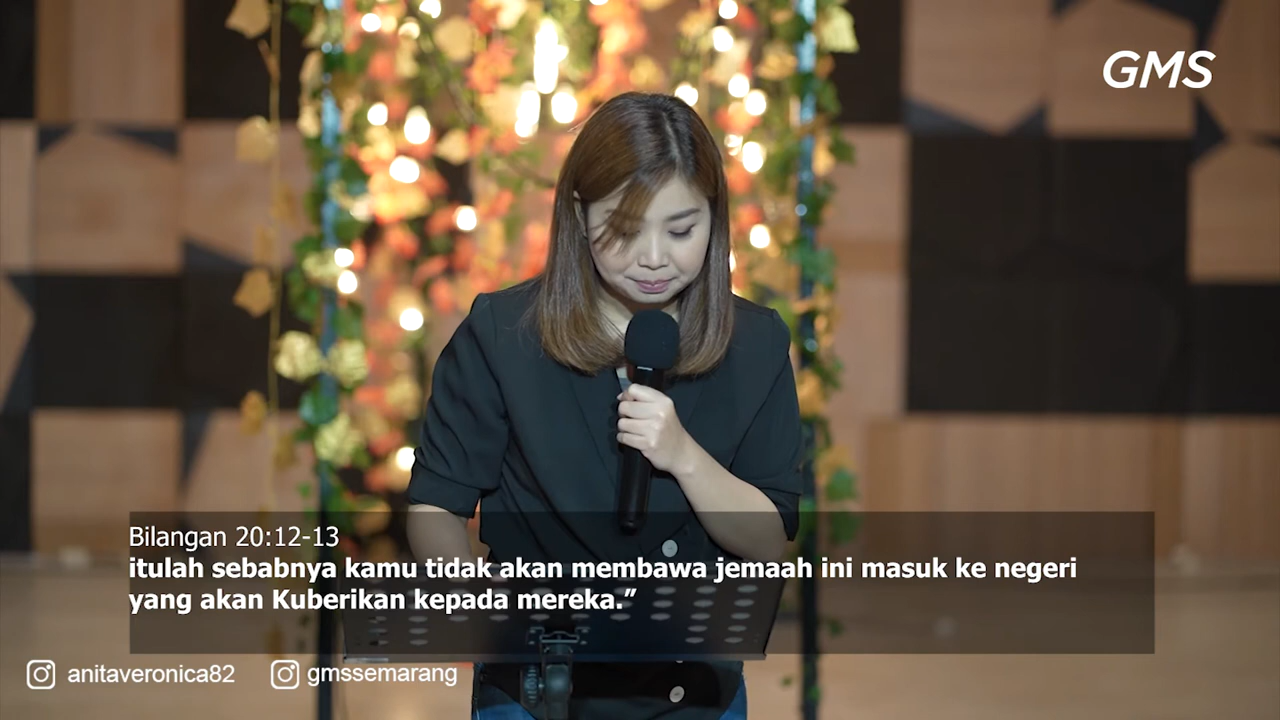 GMS
Bilangan 20:12-13
itulah sebabnya kamu tidak akan membawa jemaah ini masuk ke negeri
yang akan Kuberikan kepada mereka.”
anitaveronica82
gmssemarang